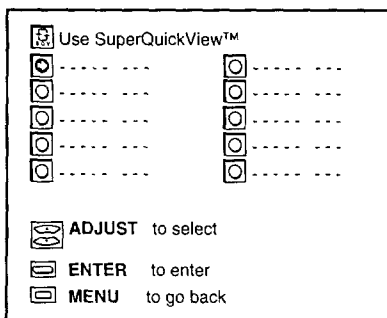 Use SuperQuickView™
----- --- ----- ---
----- --- ----- ---
----- --- ----- ---
----- --- ----- ---
----- --- ----- ---
ADJUST to select
ENTER to enter
MENU to go back